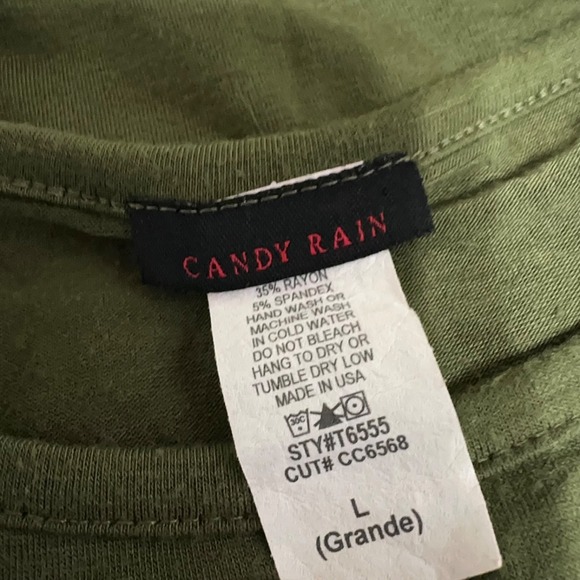 CANDY RAIN
35% RAYON
5% SPANDEX
HAND WASH OR
MACHINE WASH
IN COLD WATER
DO NOT BLEACH
HANG TO DRY OR
TUMBLE DRY LOW
MADE IN USA
30C
STY#T6555
CUT# CC6568
L
(Grande)